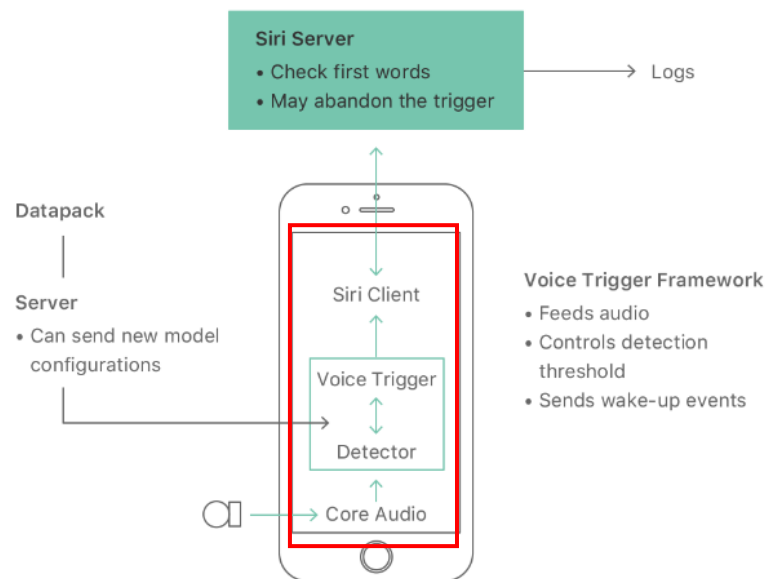 Siri Server
• Check first words
• May abandon the trigger
Logs
Datapack
Server
• Can send new model
configurations
Siri Client
Voice Trigger
Detector
Core Audio
Voice Trigger Framework
• Feeds audio
• Controls detection
threshold
• Sends wake-up events